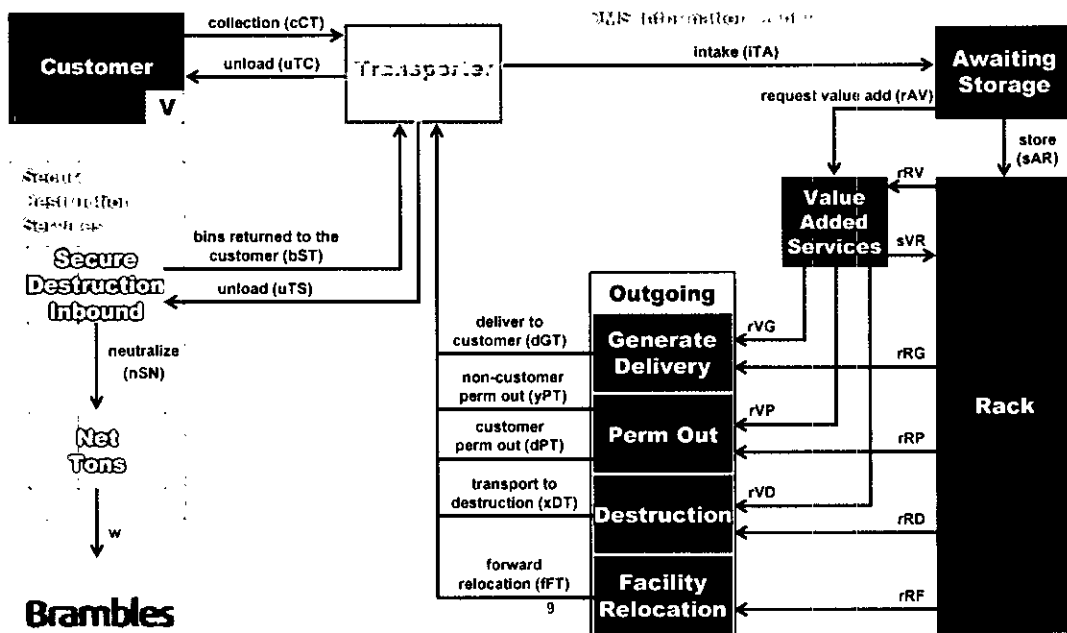 collection (cCT)
Customer
unload (uTC)
V
Transporter
intake (iTA)
Awaiting
Storage
request value add (rAV)
store
(sAR)
Destruction
Services
bins returned to the
customer (bST)
Secure
Destruction
Inbound
unload (uTS)
neutralize
(nSN)
Net
Tons
w
Brambles
Value
Added
Services
rRV
sVR
Outgoing
deliver to
customer (dGT)
Generate
Delivery
rVG
rRG
non-customer
perm out (yPT)
customer
perm out (dPT)
Perm Out
rVP
rRP
Rack
transport to
destruction (xDT)
Destruction
rVD
rRD
forward
relocation (fFT)
9
Facility
Relocation
rRF